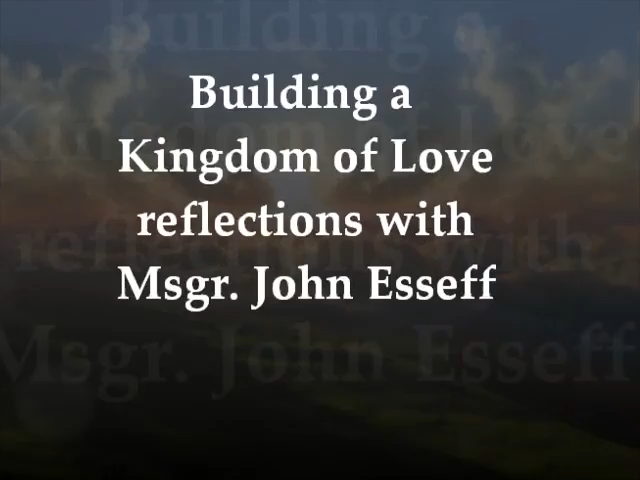 Building a
Kingdom of Love
reflections with
Msgr. John Esseff